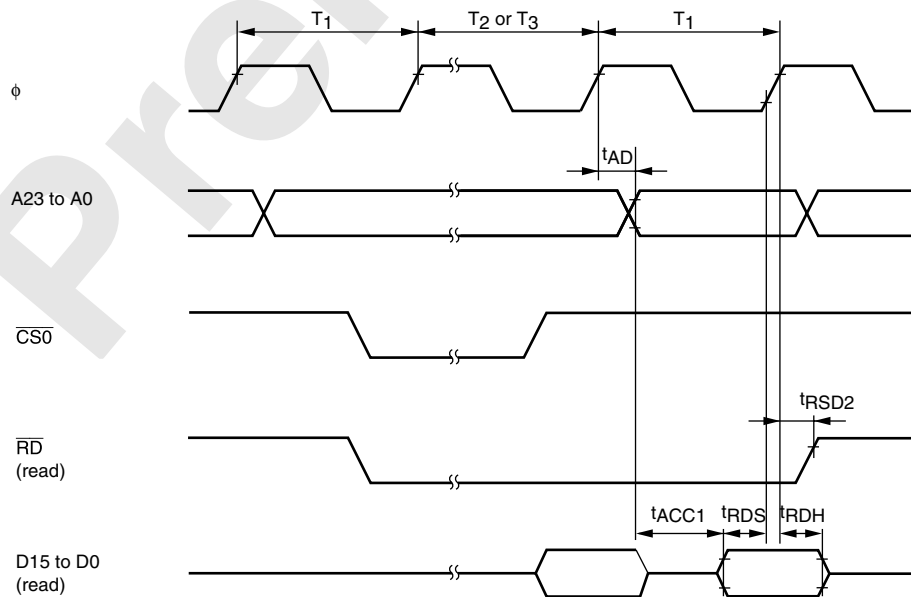 T1 T2 or T3 T1
φ
tAD
A23 to A0
CS0
tRSD2
RD
(read)
tACC1 tRDS tRDH
D15 to D0
(read)